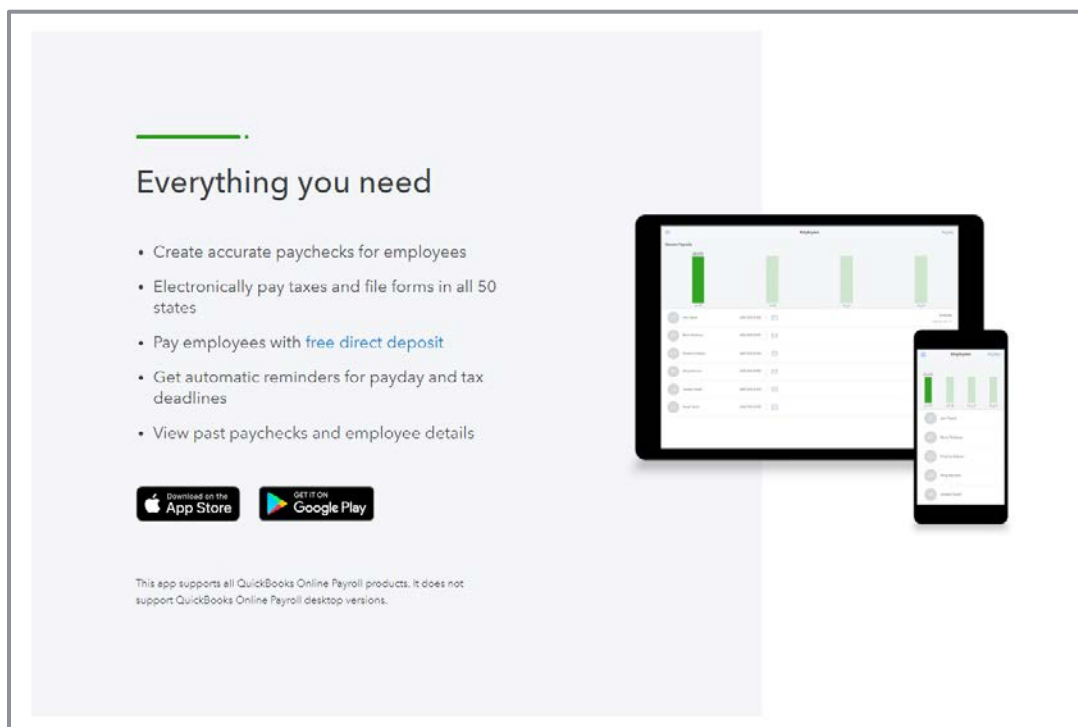 Everything you need
• Create accurate paychecks for employees
• Electronically pay taxes and file forms in all 50
states
• Pay employees with free direct deposit
• Get automatic reminders for payday and tax
deadlines
• View past paychecks and employee details
Download on the
App Store
GET IT ON
Google Play
This app supports all QuickBooks Online Payroll products. It does not
support QuickBooks Online Payroll desktop versions.
Employees
Employees